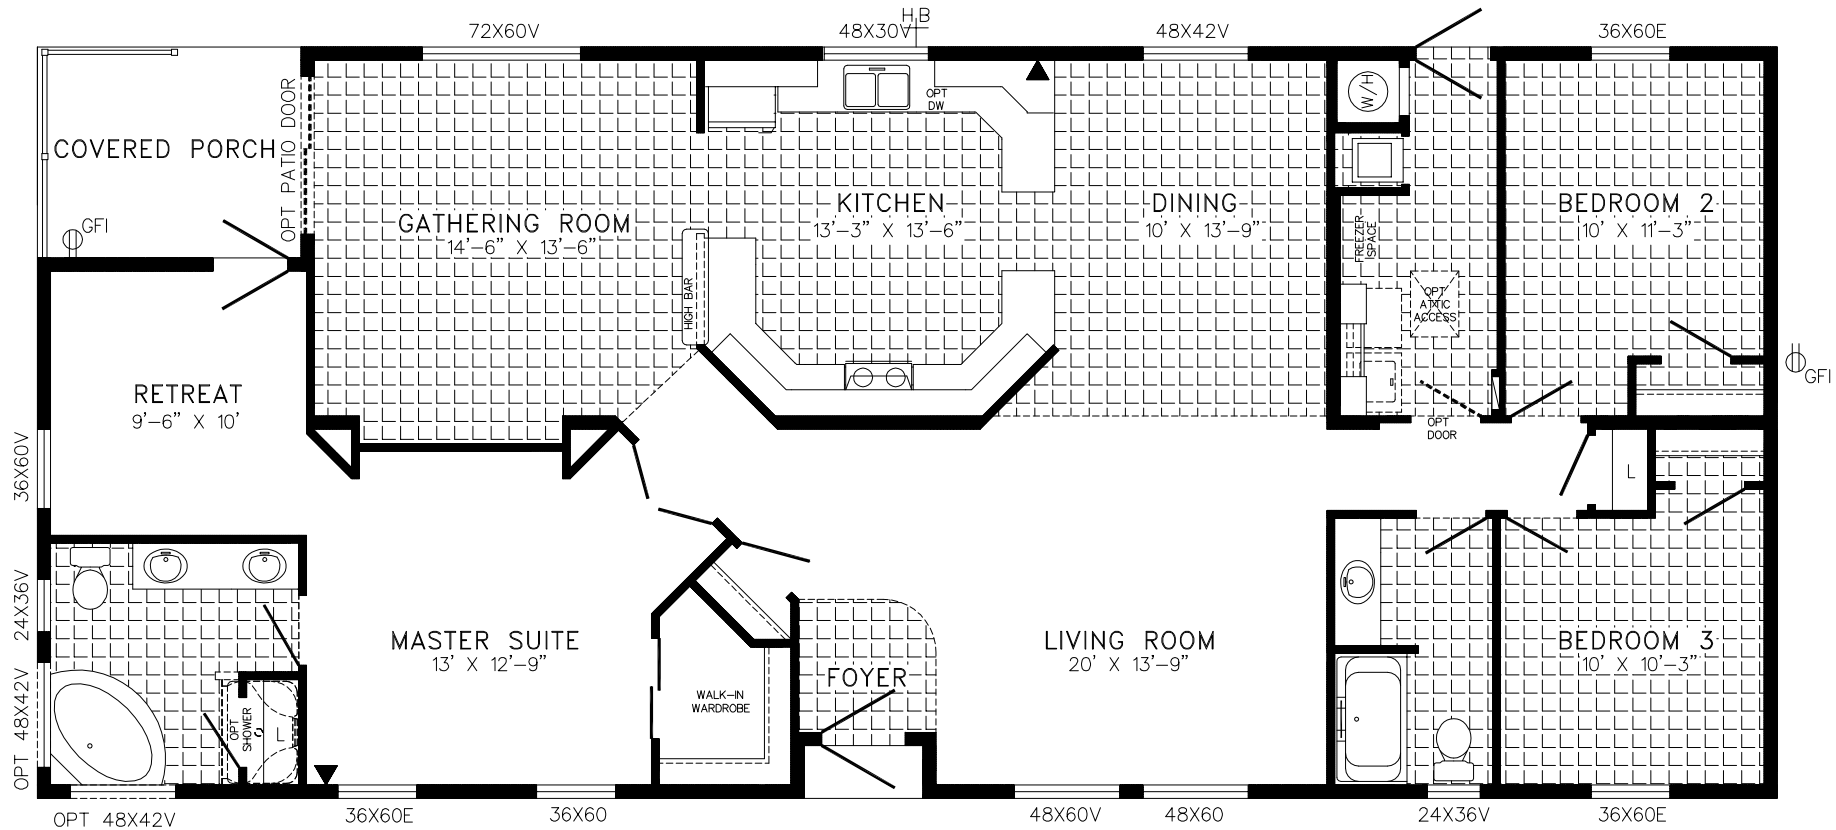 72X60V
H B
48X30V
48X42V
36X60E
COVERED PORCH
OPT PATIO DOOR
GFI
GATHERING ROOM
14'-6" X 13'-6"
OPT
DW
KITCHEN
13'-3" X 13'-6"
HIGH BAR
DINING
10' X 13'-9"
W/H
FREEZER
SPACE
OPT
ATTIC
ACCESS
OPT
DOOR
BEDROOM 2
10' X 11'-3"
GFI
RETREAT
9'-6" X 10'
36X60V
24X36V
OPT 48X42V
L
MASTER SUITE
13' X 12'-9"
OPT
SHOWER
L
WALK-IN
WARDROBE
FOYER
LIVING ROOM
20' X 13'-9"
BEDROOM 3
10' X 10'-3"
OPT 48X42V
36X60E
36X60
48X60V
48X60
24X36V
36X60E